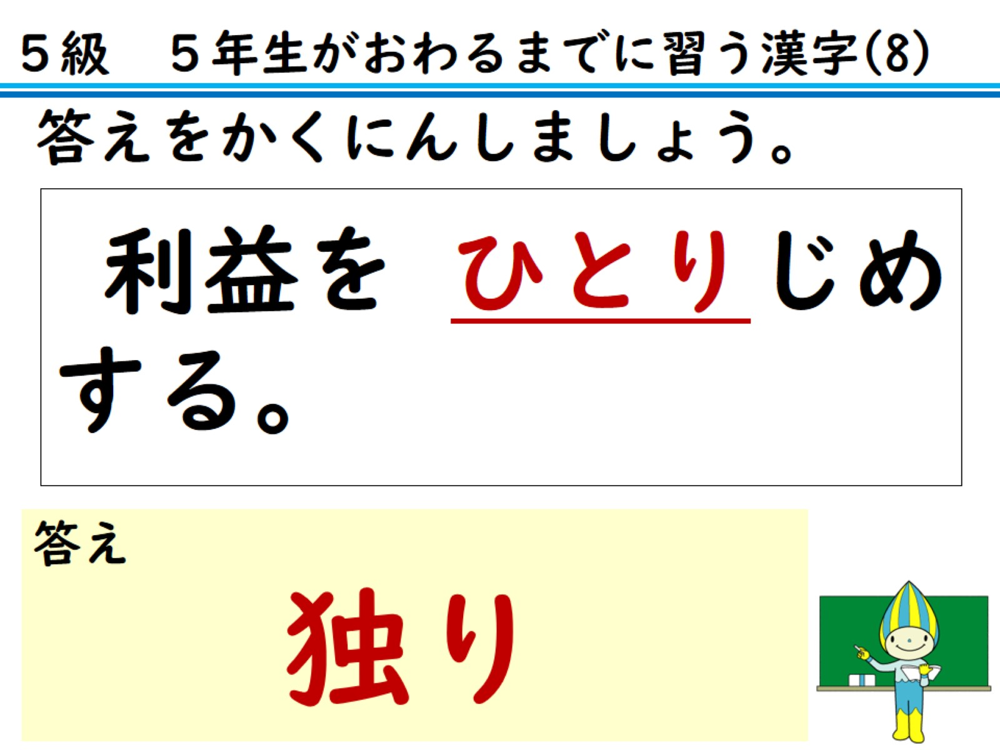 ５級　５年生がおわるまでに習う漢字(8)
答えをかくにんしましょう。
利益を ひとりじめ
する。
答え
独り